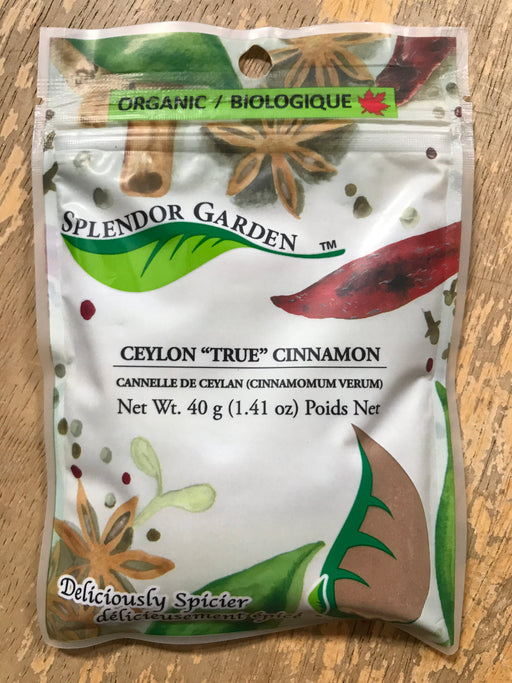 ORGANIC / BiOLOGIQUE
SPLENDOR GARDEN
TM
CEYLON “TRUE” CINNAMON
CANNELLE DE CEYLAN (CINNAMOMUM VERUM)
Net Wt. 40 g (1.41 oz) Poids Net
Deliciously Spicier
délicieusement épicé